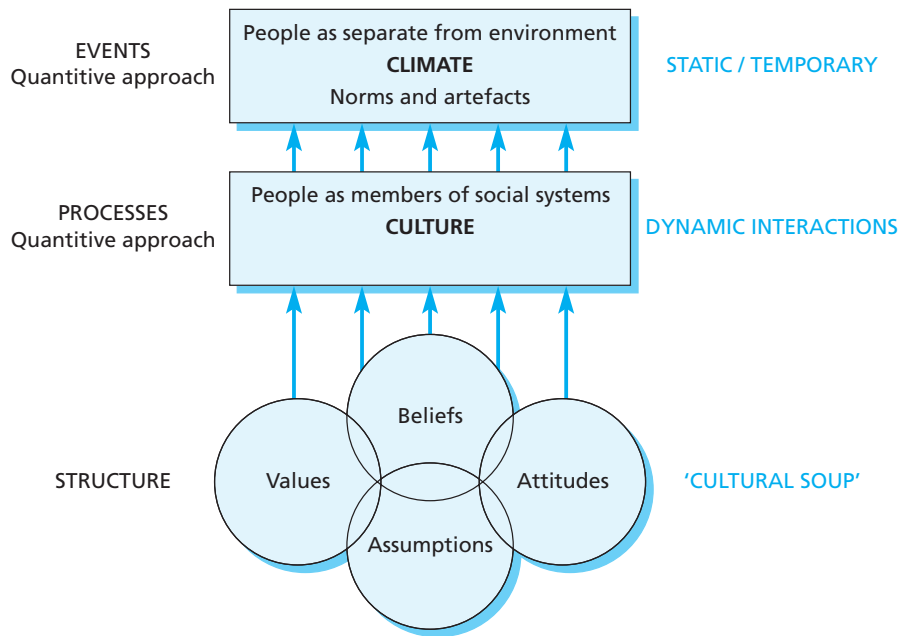 EVENTS
Quantitive approach
People as separate from environment
CLIMATE
Norms and artefacts
STATIC / TEMPORARY
PROCESSES
Quantitive approach
People as members of social systems
CULTURE
DYNAMIC INTERACTIONS
STRUCTURE
Values
Beliefs
Assumptions
Attitudes
‘CULTURAL SOUP’